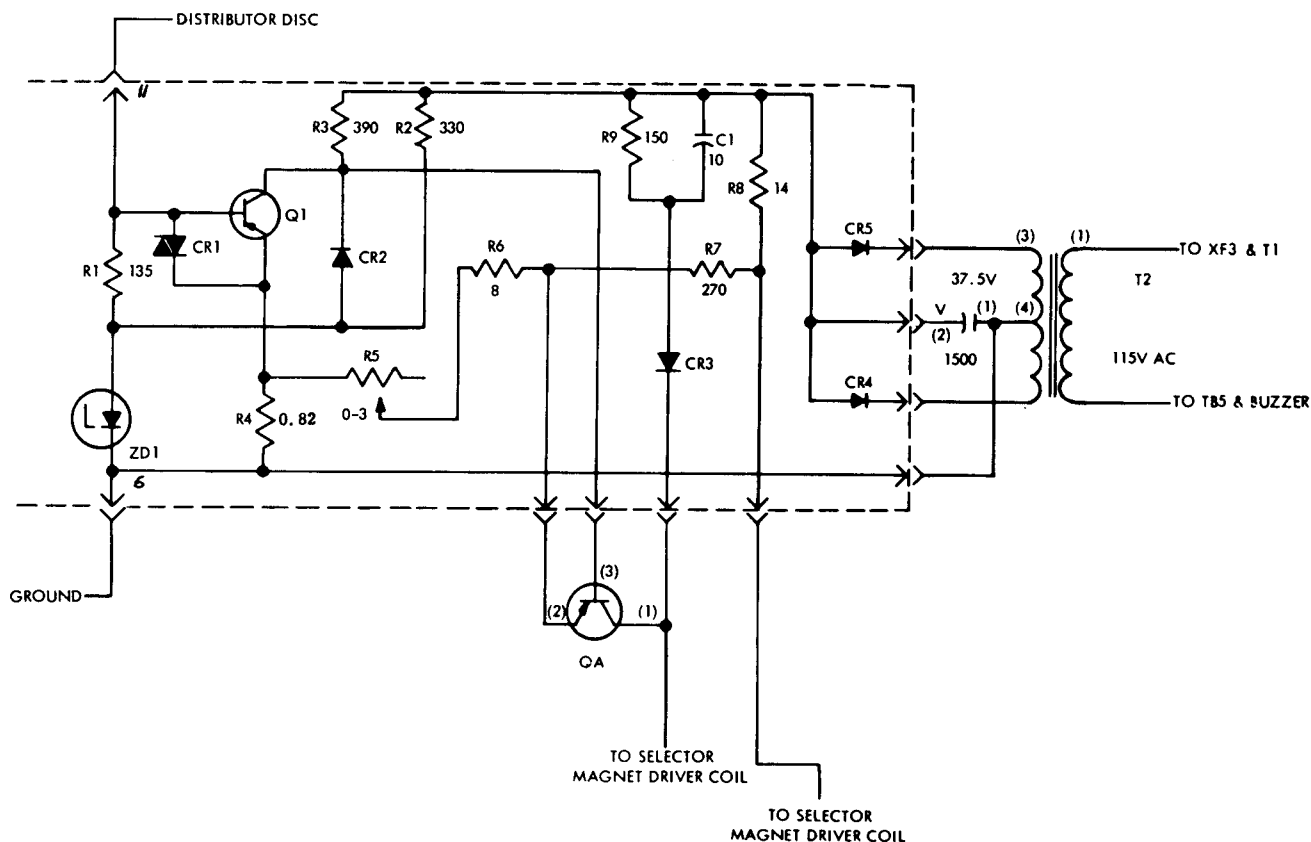 DISTRIBUTOR DISC
11
R3 390
R2 330
R9 150
C1
10
R8 14
Q1
CR1
CR2
R1 135
R6
8
R7
270
CR5
(3)
(1)
TO XF3 & T1
37.5V
T2
V
(1)
(4)
(2)
1500
115V AC
R5
0-3
CR3
CR4
TO TB5 & BUZZER
R4 0.82
L
ZD1
6
GROUND
(3)
(2)
(1)
QA
TO SELECTOR
MAGNET DRIVER COIL
TO SELECTOR
MAGNET DRIVER COIL